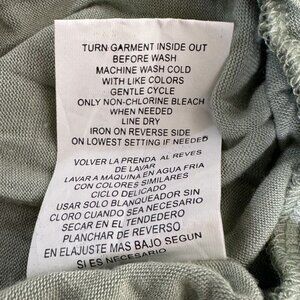 TURN GARMENT INSIDE OUT
BEFORE WASH
MACHINE WASH COLD
WITH LIKE COLORS
GENTLE CYCLE
ONLY NON-CHLORINE BLEACH
WHEN NEEDED
LINE DRY
IRON ON REVERSE SIDE
ON LOWEST SETTING IF NEEDED
VOLVER LA PRENDA AL REVES
DE LAVAR
LAVAR A MAQUINA EN AGUA FRIA
CON COLORES SIMILARES
CICLO DELICADO
USAR SOLO BLANQUEADOR SIN
CLORO CUANDO SEA NECESARIO
SECAR EN EL TENDEDERO
PLANCHAR DE REVERSO
EN ELAJUSTE MAS BAJO SEGUN
SI ES NECESARIO